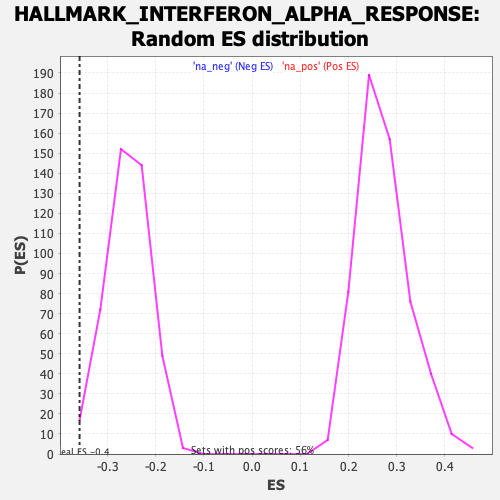 HALLMARK_INTERFERON_ALPHA_RESPONSE:
Random ES distribution
'na_neg' (Neg ES) 'na_pos' (Pos ES)
190
180
170
160
150
140
130
120
110
100
90
80
70
60
50
40
30
20
10
0
P(ES)
eal ES -0.4
Sets with pos scores: 56%
-0.3 -0.2 -0.1 0.0 0.1 0.2 0.3 0.4
ES